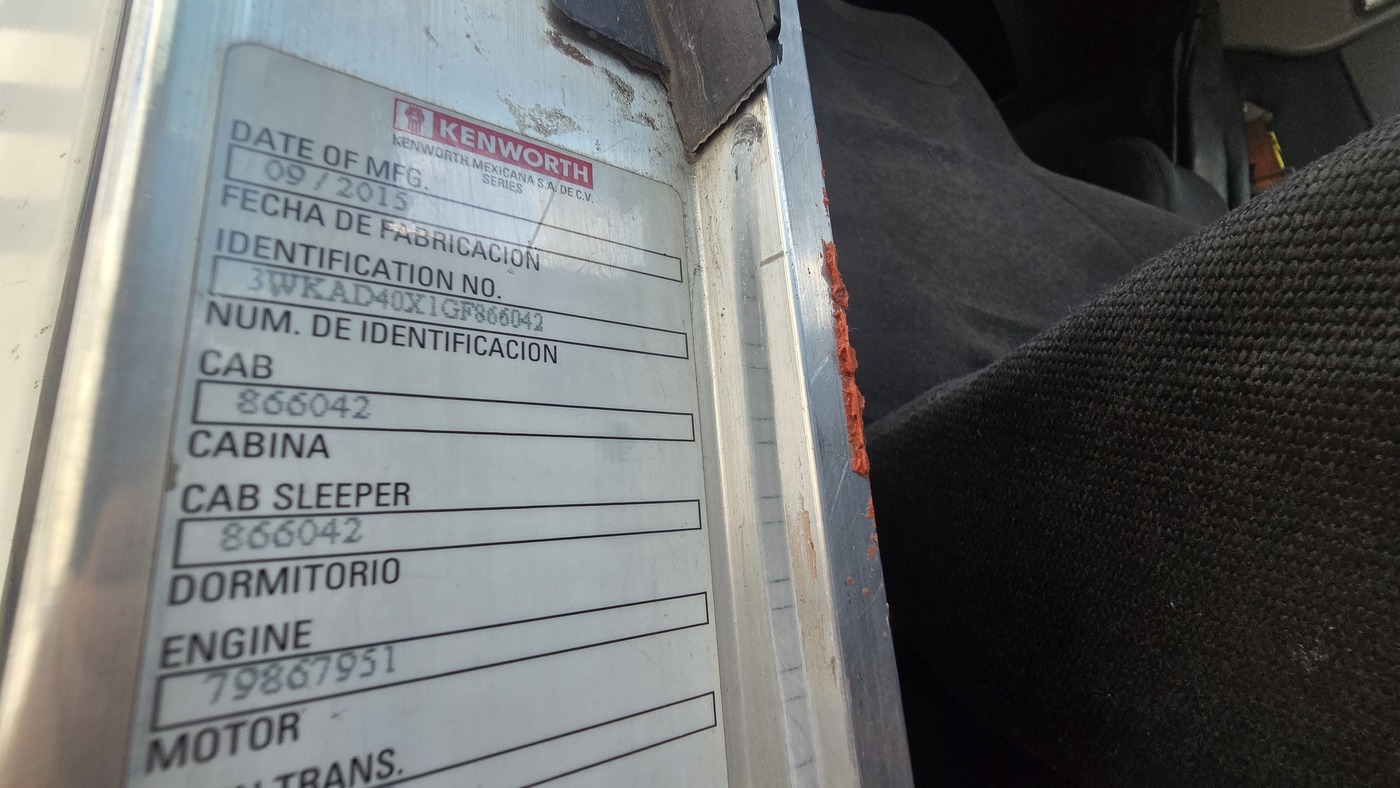 KENWORTH
KENWORTH MEXICANA S.A. DE C.V.
SERIES
DATE OF MFG.
09/2015
FECHA DE FABRICACION
IDENTIFICATION NO.
3WKAD40X1GF866042
NUM. DE IDENTIFICACION
CAB
866042
CABINA
CAB SLEEPER
866042
DORMITORIO
ENGINE
79867951
MOTOR
TRANS.